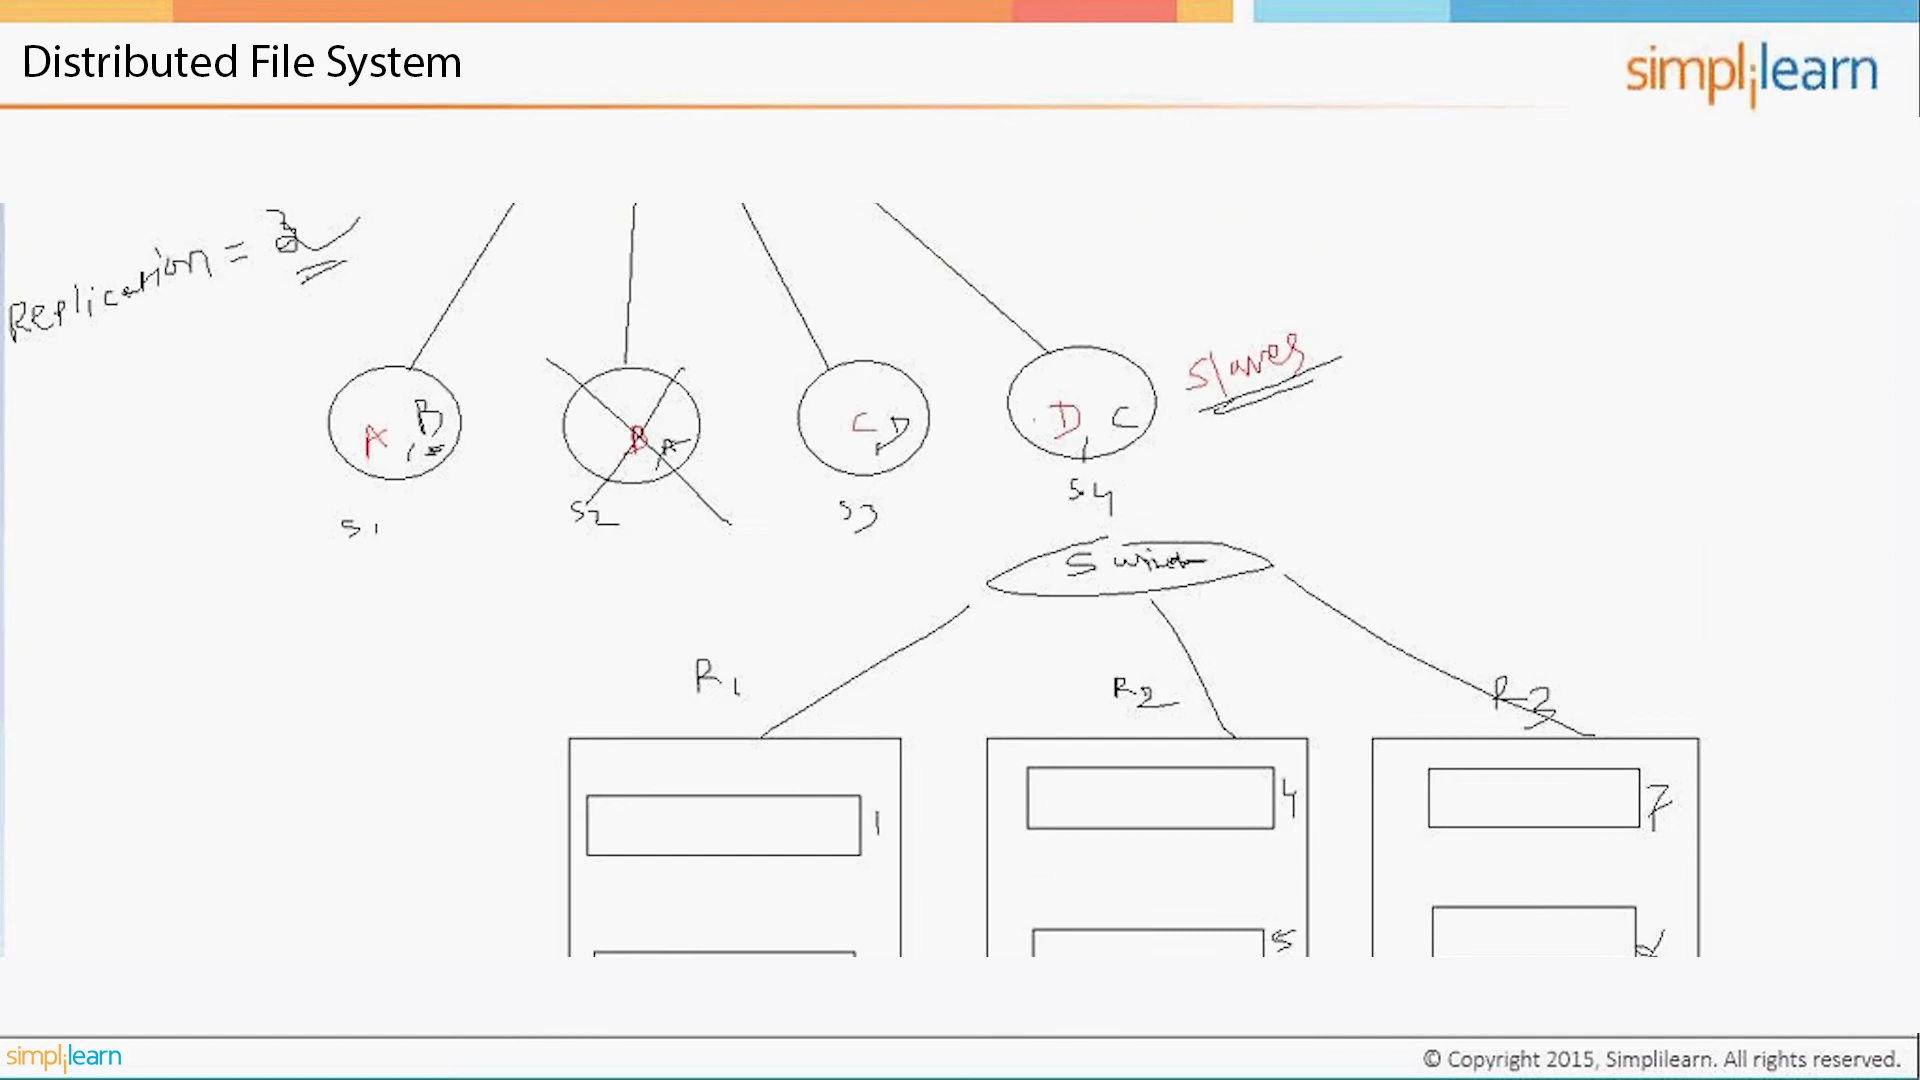 Distributed File System
simplilearn
Replication =
Slaves
A, B
B, A
C, D
D, C
S1
S2
S3
S4
Switch
R1
R2
R3
1
4
7
5
simplilearn
© Copyright 2015, Simplilearn. All rights reserved.